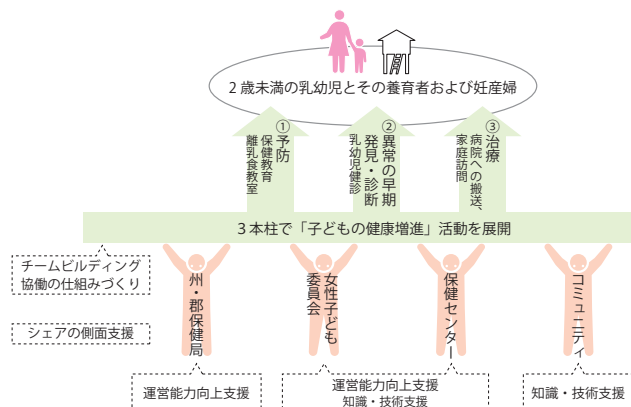 2歳未満の乳幼児とその養育者および妊産婦
①予防
保健教育
離乳食教室
②異常の早期
発見・診断
乳幼児健診
③治療
病院への搬送、
家庭訪問
3本柱で「子どもの健康増進」活動を展開
チームビルディング
協働の仕組みづくり
シェアの側面支援
州・郡保健局
女性子ども
委員会
保健センター
コミュニティ
運営能力向上支援
運営能力向上支援
知識・技術支援
知識・技術支援